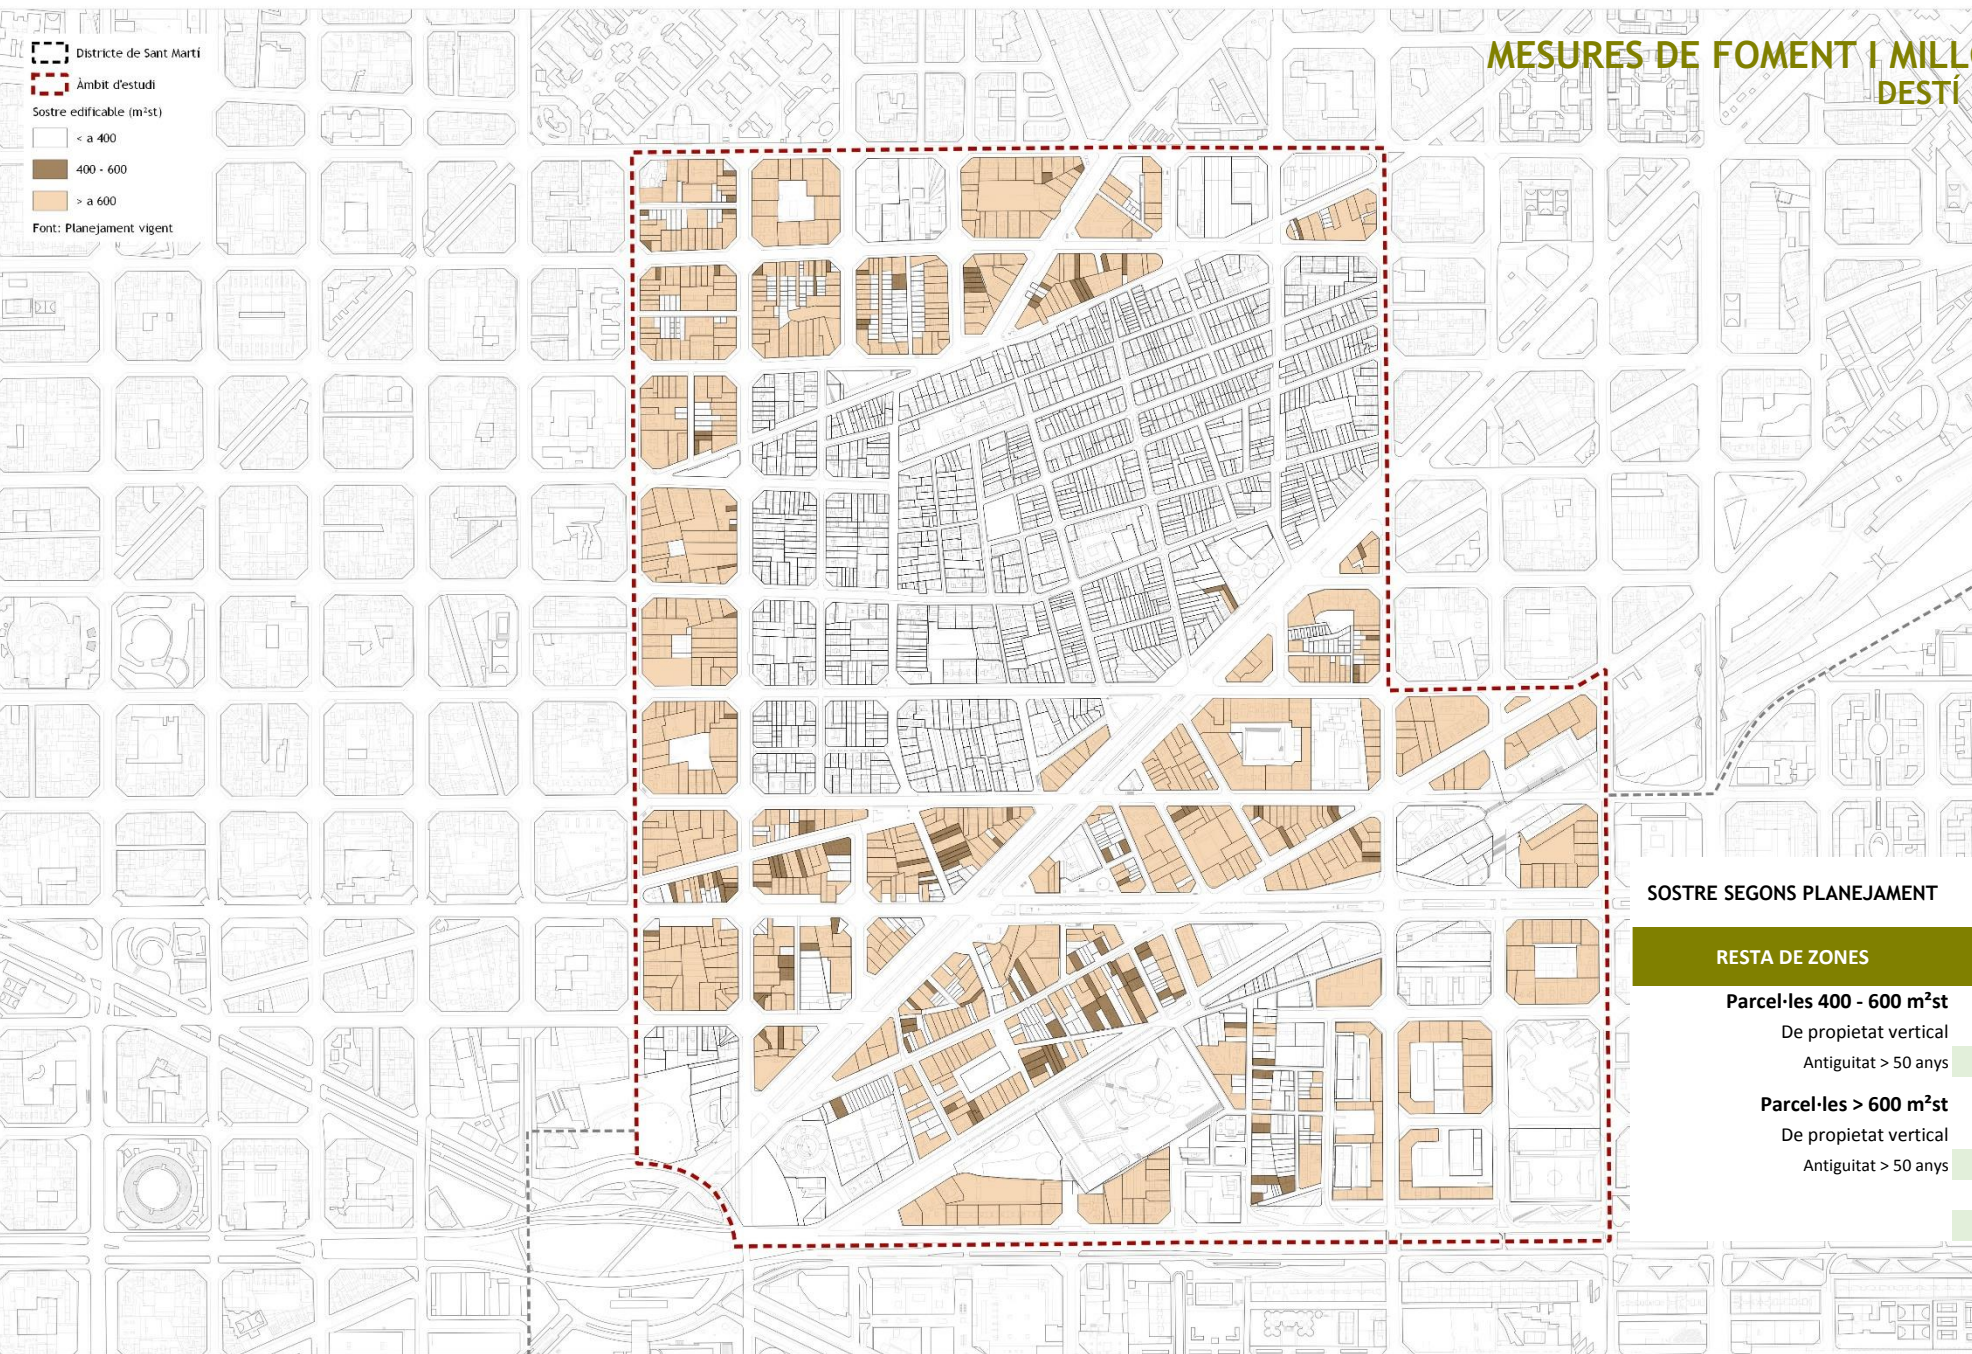 Districte de Sant Martí
Àmbit d'estudi
Sostre edificable (m²st)
< a 400
400 - 600
> a 600
Font: Planejament vigent
MESURES DE FOMENT I MILLO
DESTÍ
SOSTRE SEGONS PLANEJAMENT
RESTA DE ZONES
Parcel·les 400 - 600 m²st
De propietat vertical
Antiguitat > 50 anys
Parcel·les > 600 m²st
De propietat vertical
Antiguitat > 50 anys